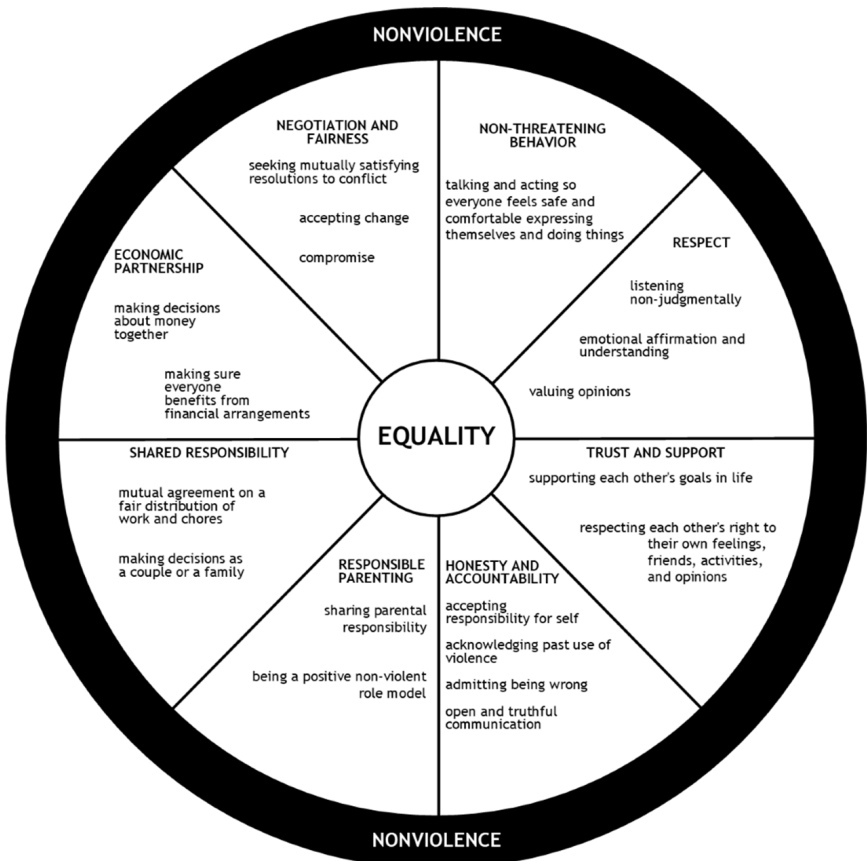 NONVIOLENCE
NEGOTIATION AND
FAIRNESS
seeking mutually satisfying
resolutions to conflict
accepting change
compromise
NON-THREATENING
BEHAVIOR
talking and acting so
everyone feels safe and
comfortable expressing
themselves and doing things
RESPECT
listening
non-judgmentally
emotional affirmation and
understanding
valuing opinions
ECONOMIC
PARTNERSHIP
making decisions
about money
together
making sure
everyone
benefits from
financial arrangements
EQUALITY
SHARED RESPONSIBILITY
mutual agreement on a
fair distribution of
work and chores
making decisions as
a couple or a family
TRUST AND SUPPORT
supporting each other's goals in life
respecting each other's right to
their own feelings,
friends, activities,
and opinions
RESPONSIBLE
PARENTING
sharing parental
responsibility
being a positive non-violent
role model
HONESTY AND
ACCOUNTABILITY
accepting
responsibility for self
acknowledging past use of
violence
admitting being wrong
open and truthful
communication
NONVIOLENCE